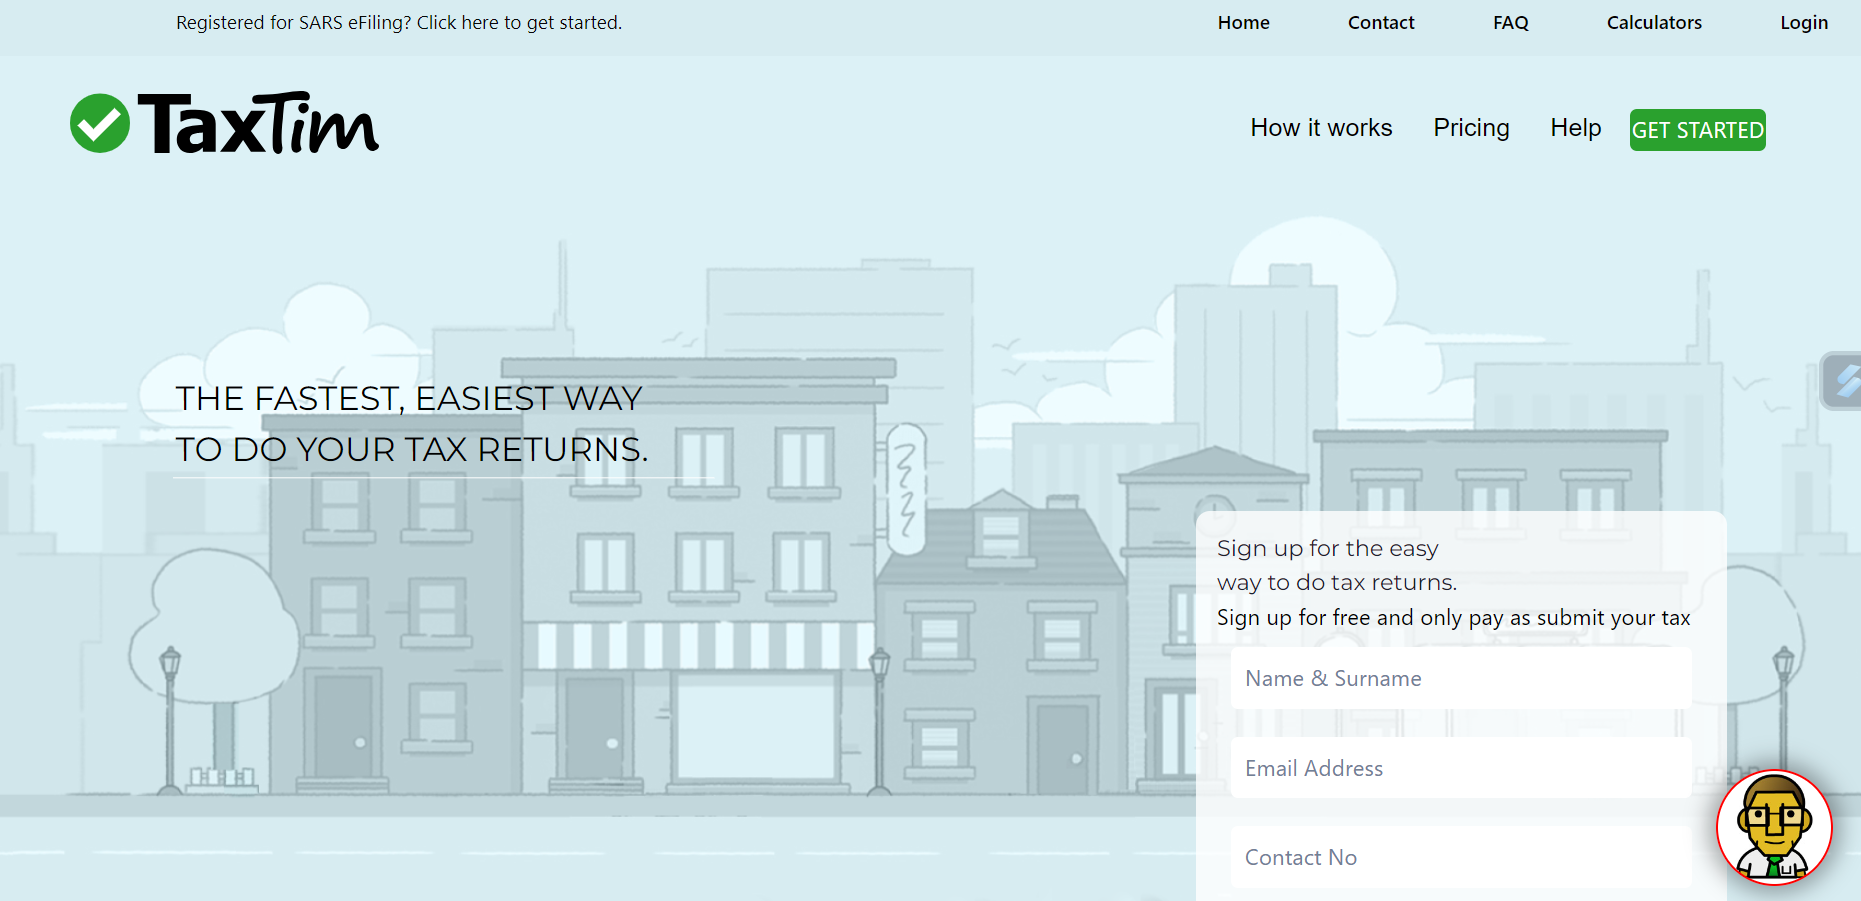 Registered for SARS eFiling? Click here to get started.
Home Contact FAQ Calculators Login
TaxTim
How it works Pricing Help GET STARTED
THE FASTEST, EASIEST WAY
TO DO YOUR TAX RETURNS.
Sign up for the easy
way to do tax returns.
Sign up for free and only pay as submit your tax
Name & Surname
Email Address
Contact No